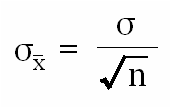 σx̅ = σ/√n